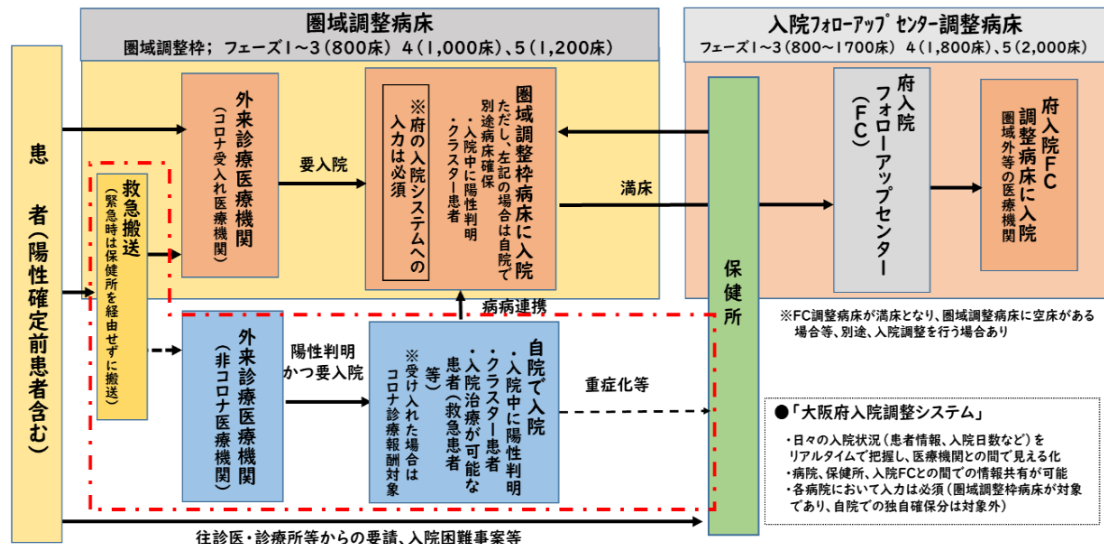 圏域調整病床
圏域調整枠；フェーズ１～３(８００床) ４(１,０００床)、５(１,２００床)
入院フォローアップセンター調整病床
フェーズ１～３(８００～１７００床) ４(１,８００床)、５(２,０００床)
患　者(陽性確定前患者含む)
救急搬送
(緊急時は保健所を経由せずに搬送)
外来診療医療機関
(コロナ受入れ医療機関)
要入院
圏域調整枠病床に入院
ただし、左記の場合は自院で
別途病床確保
・入院中に陽性判明
・クラスター患者
※府の入院システムへの
入力は必須
満床
保健所
府入院
フォローアップセンター
(FC)
府入院FC
調整病床に入院
圏域外等の医療機関
病病連携
外来診療医療機関
(非コロナ医療機関)
陽性判明
かつ要入院
自院で入院
・入院中に陽性判明
・クラスター患者
・入院治療が可能な
患者(救急患者
等)
※受け入れた場合は
コロナ診療報酬対象
重症化等
※FC調整病床が満床となり、圏域調整病床に空床がある
場合等、別途、入院調整を行う場合あり
●「大阪府入院調整システム」
・日々の入院状況(患者情報、入院日数など)を
リアルタイムで把握し、医療機関との間で見える化
・病院、保健所、入院FCとの間での情報共有が可能
・各病院において入力は必須(圏域調整枠病床が対象
であり、自院での独自確保分は対象外)
往診医・診療所等からの要請、入院困難事案等